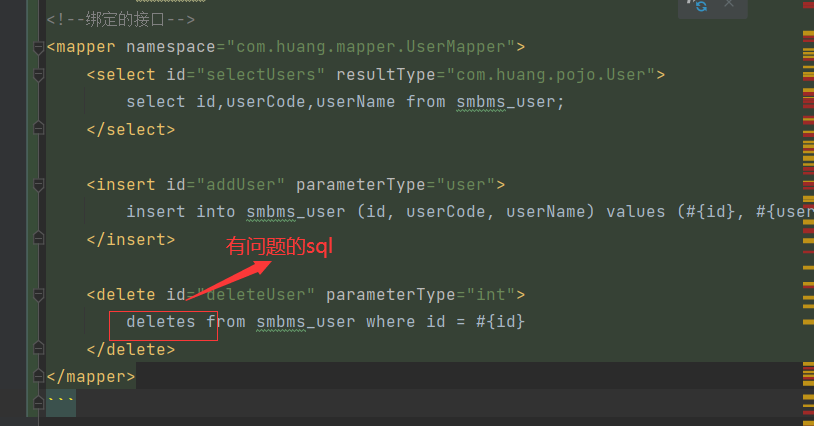 <!--绑定的接口-->
<mapper namespace="com.huang.mapper.UserMapper">
<select id="selectUsers" resultType="com.huang.pojo.User">
select id,userCode,userName from smbms_user;
</select>
<insert id="addUser" parameterType="user">
insert into smbms_user (id, userCode, userName) values (#{id}, #{user
</insert>
有问题的sql
<delete id="deleteUser" parameterType="int">
deletes from smbms_user where id = #{id}
</delete>
</mapper>
```